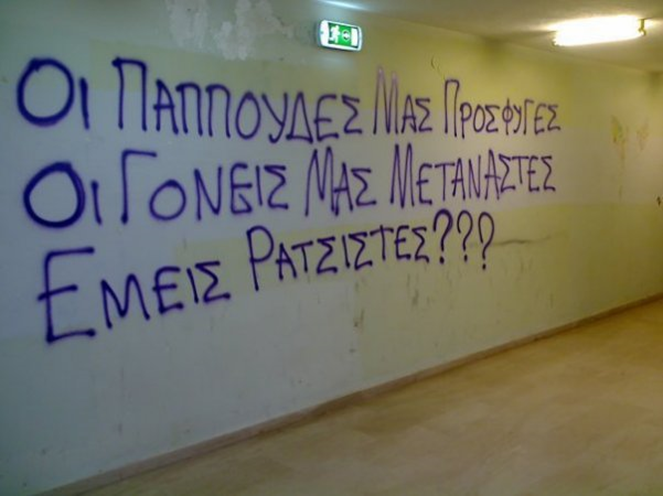 Οι ΠΑΠΠΟΥΔΕΣ ΜΑΣ ΠΡΟΣΦΥΓΕΣ
Οι ΓΟΝΕΙΣ ΜΑΣ ΜΕΤΑΝΑΣΤΕΣ
ΕΜΕΙΣ ΡΑΤΣΙΣΤΕΣ???